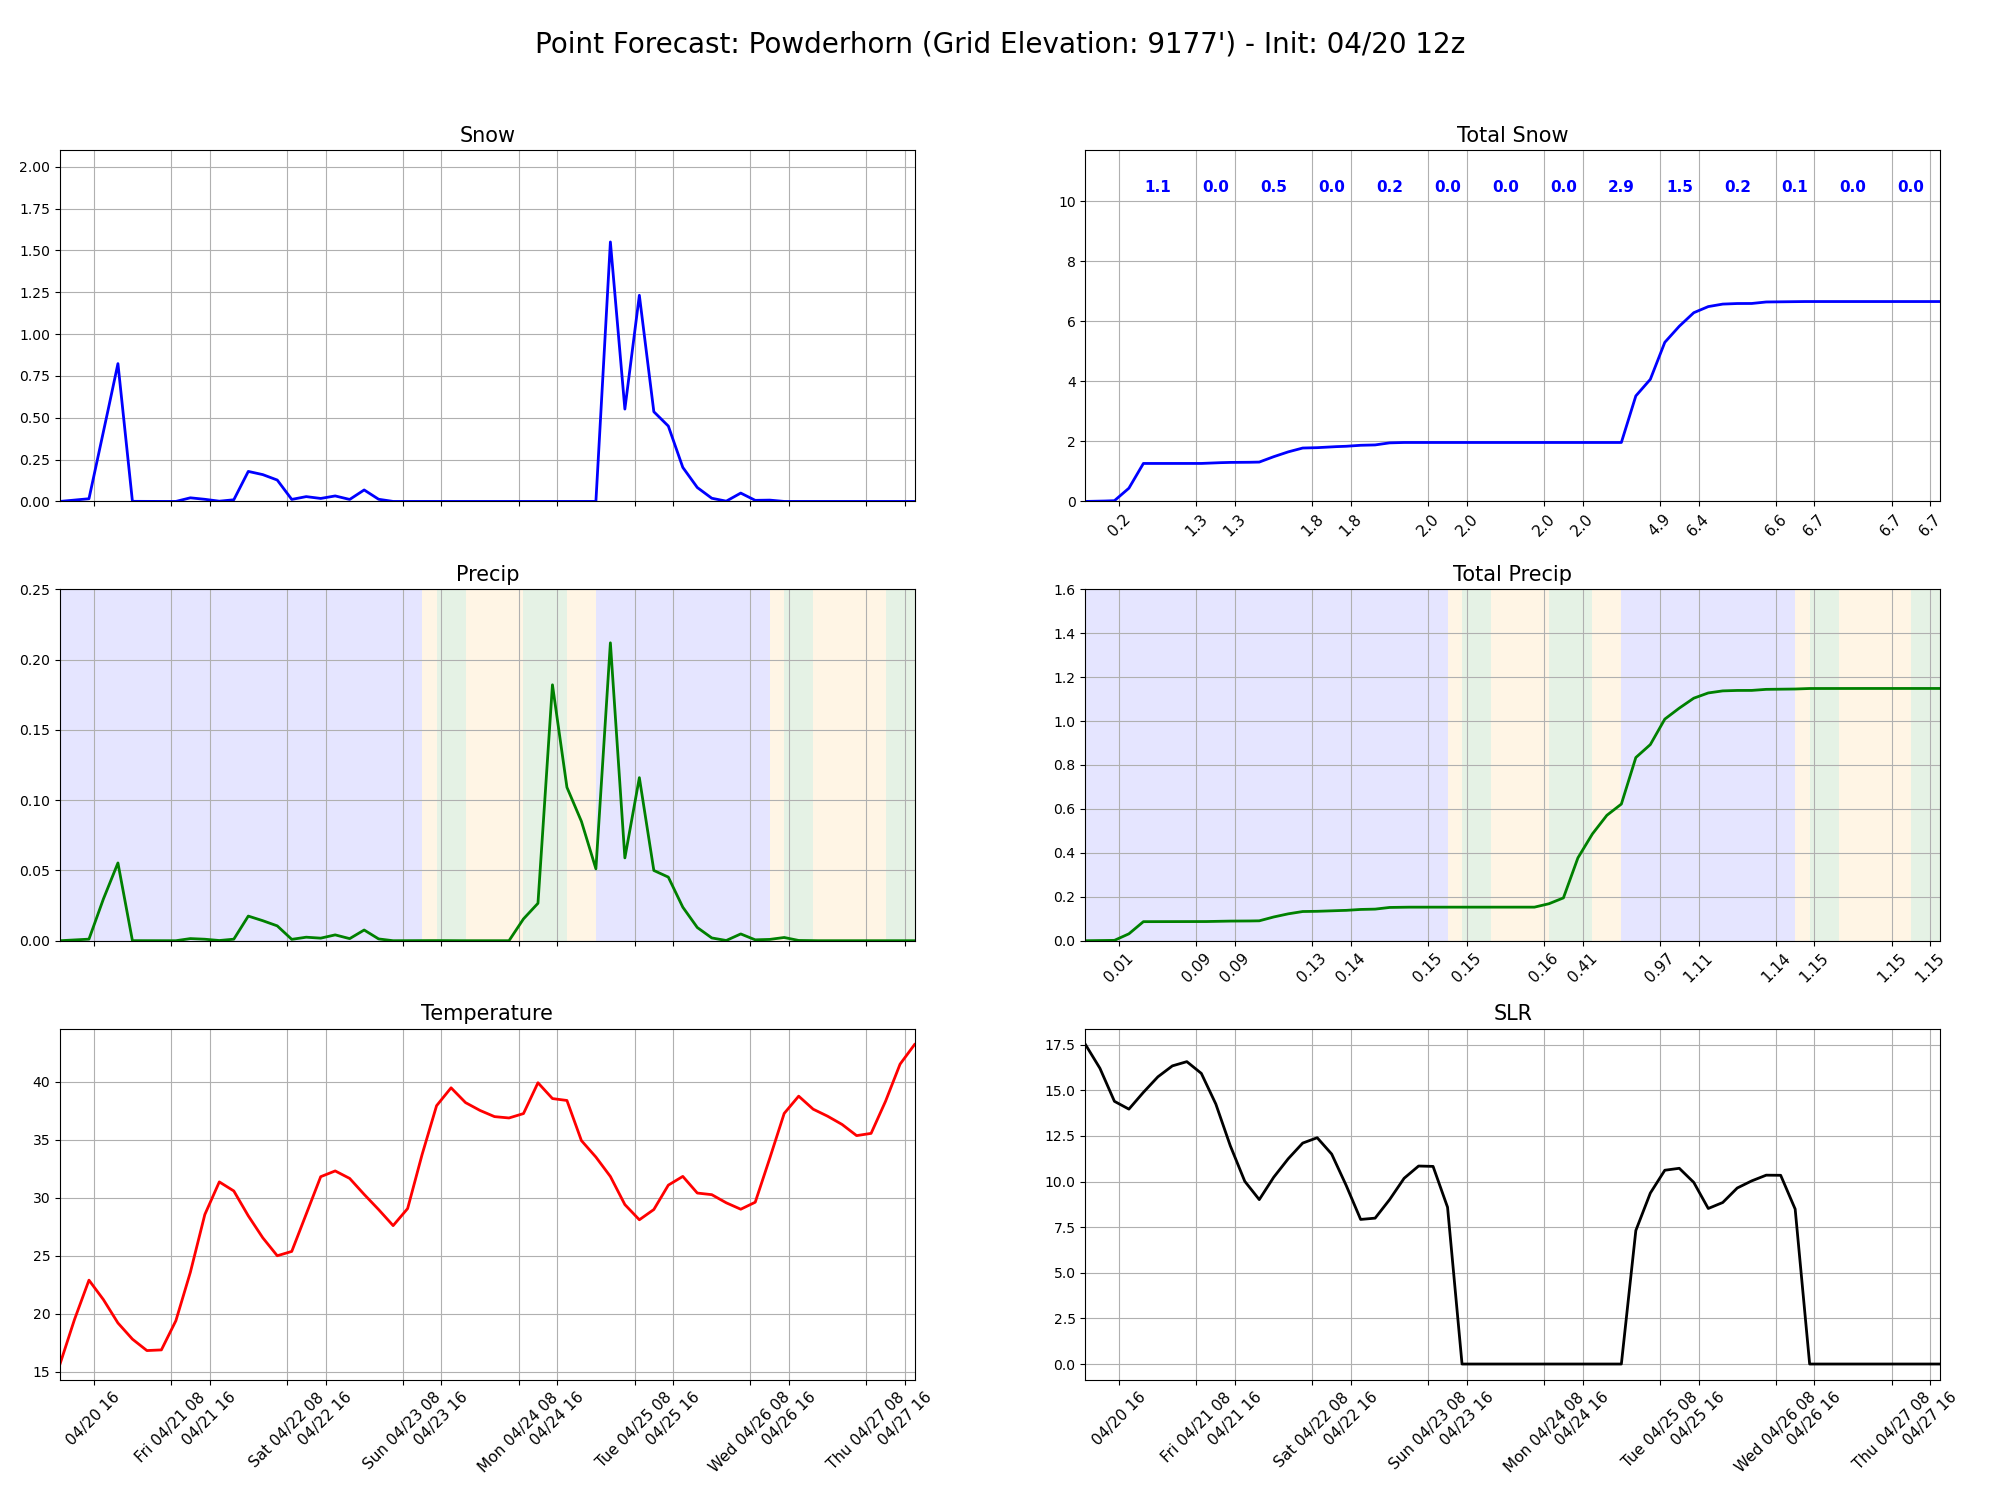 Point Forecast: Powderhorn (Grid Elevation: 9177') - Init: 04/20 12z
Snow
2.00
1.75
1.50
1.25
1.00
0.75
0.50
0.25
0.00
Total Snow
1.1 0.0 0.5 0.0 0.2 0.0 0.0 0.0 2.9 1.5 0.2 0.1 0.0 0.0
10
8
6
4
2
0
0.2 1.3 1.3 1.8 1.8 2.0 2.0 2.0 2.0 4.9 6.4 6.6 6.7 6.7 6.7
Precip
0.25
0.20
0.15
0.10
0.05
0.00
Total Precip
1.6
1.4
1.2
1.0
0.8
0.6
0.4
0.2
0.0
0.01 0.09 0.09 0.13 0.14 0.15 0.15 0.16 0.41 0.97 1.11 1.14 1.15 1.15 1.15
Temperature
40
35
30
25
20
15
04/20 16
Fri 04/21 08
04/21 16
Sat 04/22 08
04/22 16
Sun 04/23 08
04/23 16
Mon 04/24 08
04/24 16
Tue 04/25 08
04/25 16
Wed 04/26 08
04/26 16
Thu 04/27 08
04/27 16
SLR
17.5
15.0
12.5
10.0
7.5
5.0
2.5
0.0
04/20 16
Fri 04/21 08
04/21 16
Sat 04/22 08
04/22 16
Sun 04/23 08
04/23 16
Mon 04/24 08
04/24 16
Tue 04/25 08
04/25 16
Wed 04/26 08
04/26 16
Thu 04/27 08
04/27 16